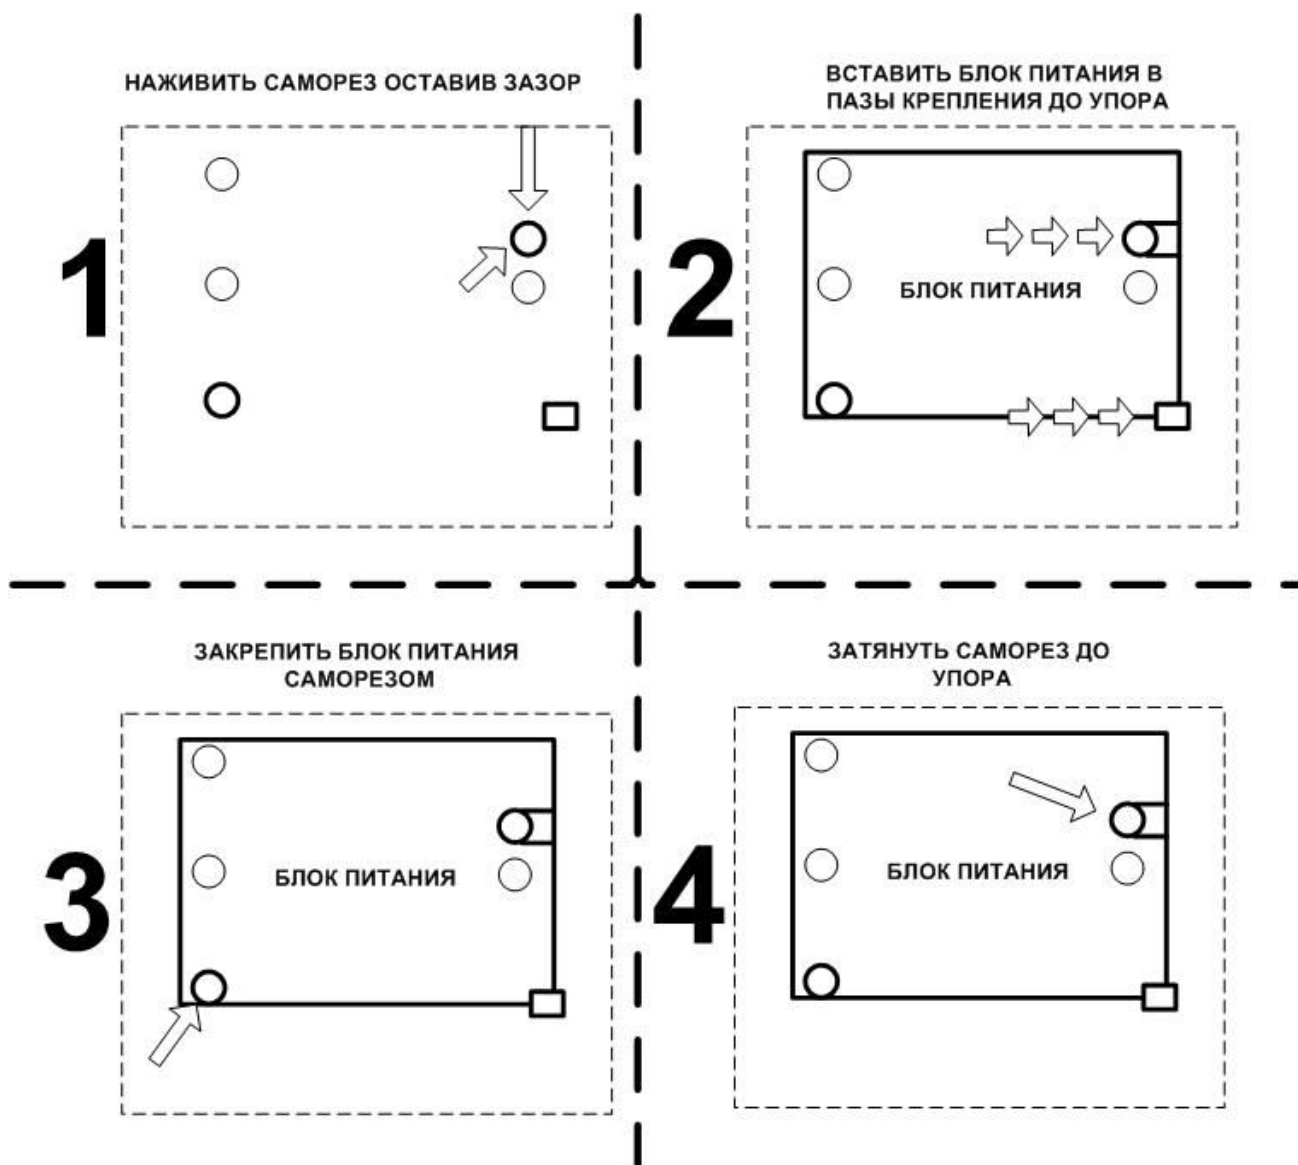 НАЖИВИТЬ САМОРЕЗ ОСТАВИВ ЗАЗОР
1
ВСТАВИТЬ БЛОК ПИТАНИЯ В
ПАЗЫ КРЕПЛЕНИЯ ДО УПОРА
2
БЛОК ПИТАНИЯ
ЗАКРЕПИТЬ БЛОК ПИТАНИЯ
САМОРЕЗОМ
3
БЛОК ПИТАНИЯ
ЗАТЯНУТЬ САМОРЕЗ ДО
УПОРА
4
БЛОК ПИТАНИЯ